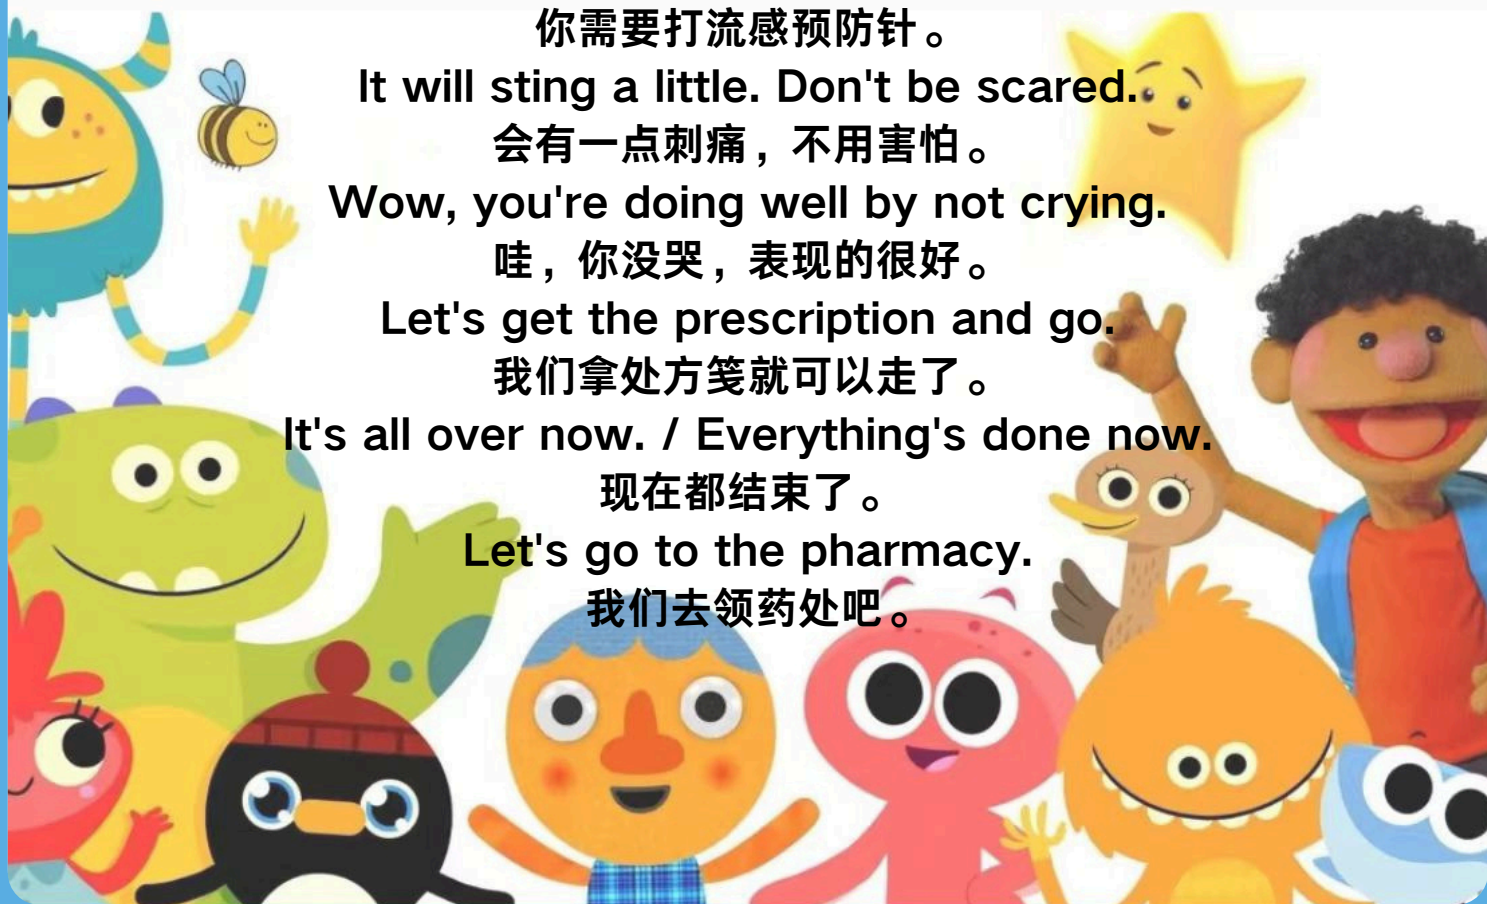 你需要打流感预防针。
It will sting a little. Don't be scared.
会有一点刺痛，不用害怕。
Wow, you're doing well by not crying.
哇，你没哭，表现的很好。
Let's get the prescription and go.
我们拿处方笺就可以走了。
It's all over now. / Everything's done now.
现在都结束了。
Let's go to the pharmacy.
我们去领药处吧。